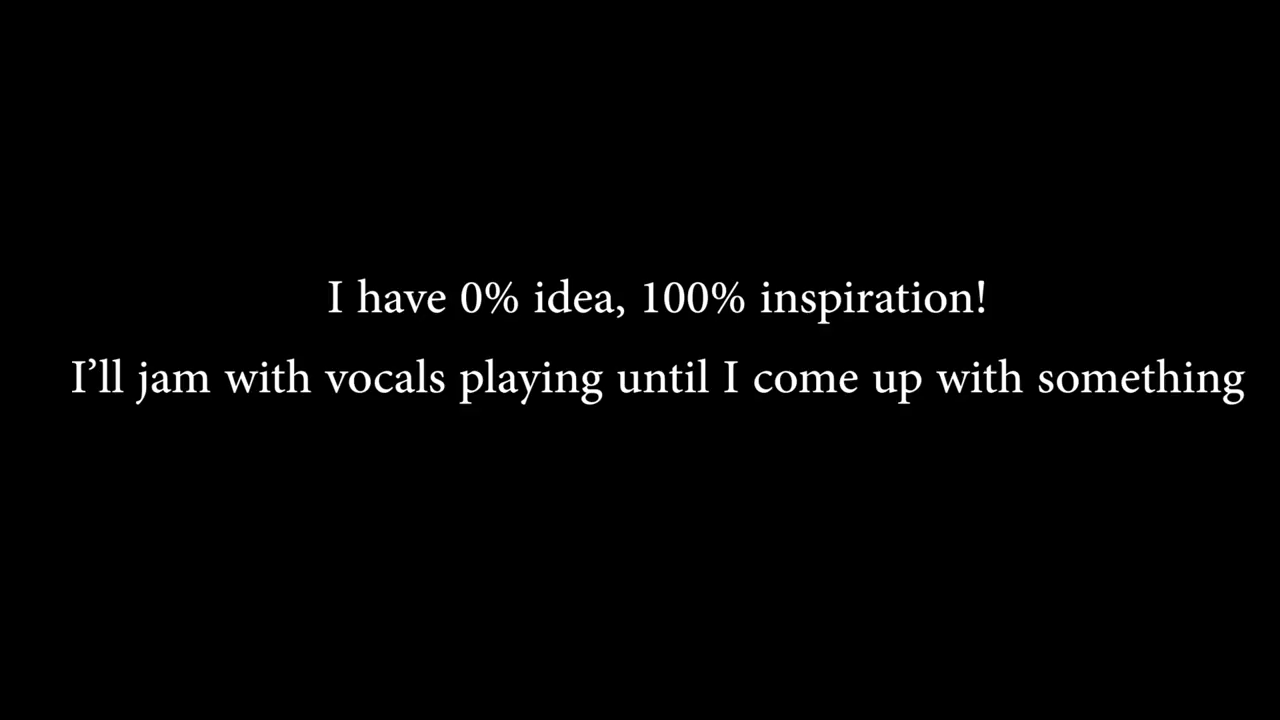 I have 0% idea, 100% inspiration!
I’ll jam with vocals playing until I come up with something